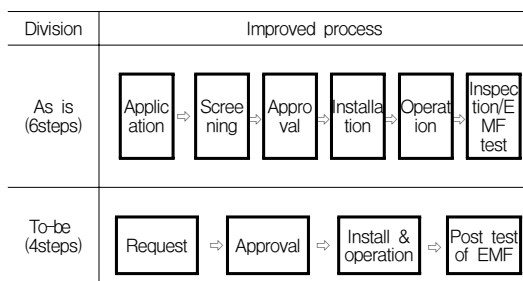 Division Improved process
As is
(6steps)
Applic
ation
⇨
Scree
ning
⇨
Appro
val
⇨
Installa
tion
⇨
Operat
ion
⇨
Inspec
tion/E
MF
test
To-be
(4steps)
Request
⇨
Approval
⇨
Install &
operation
⇨
Post test
of EMF